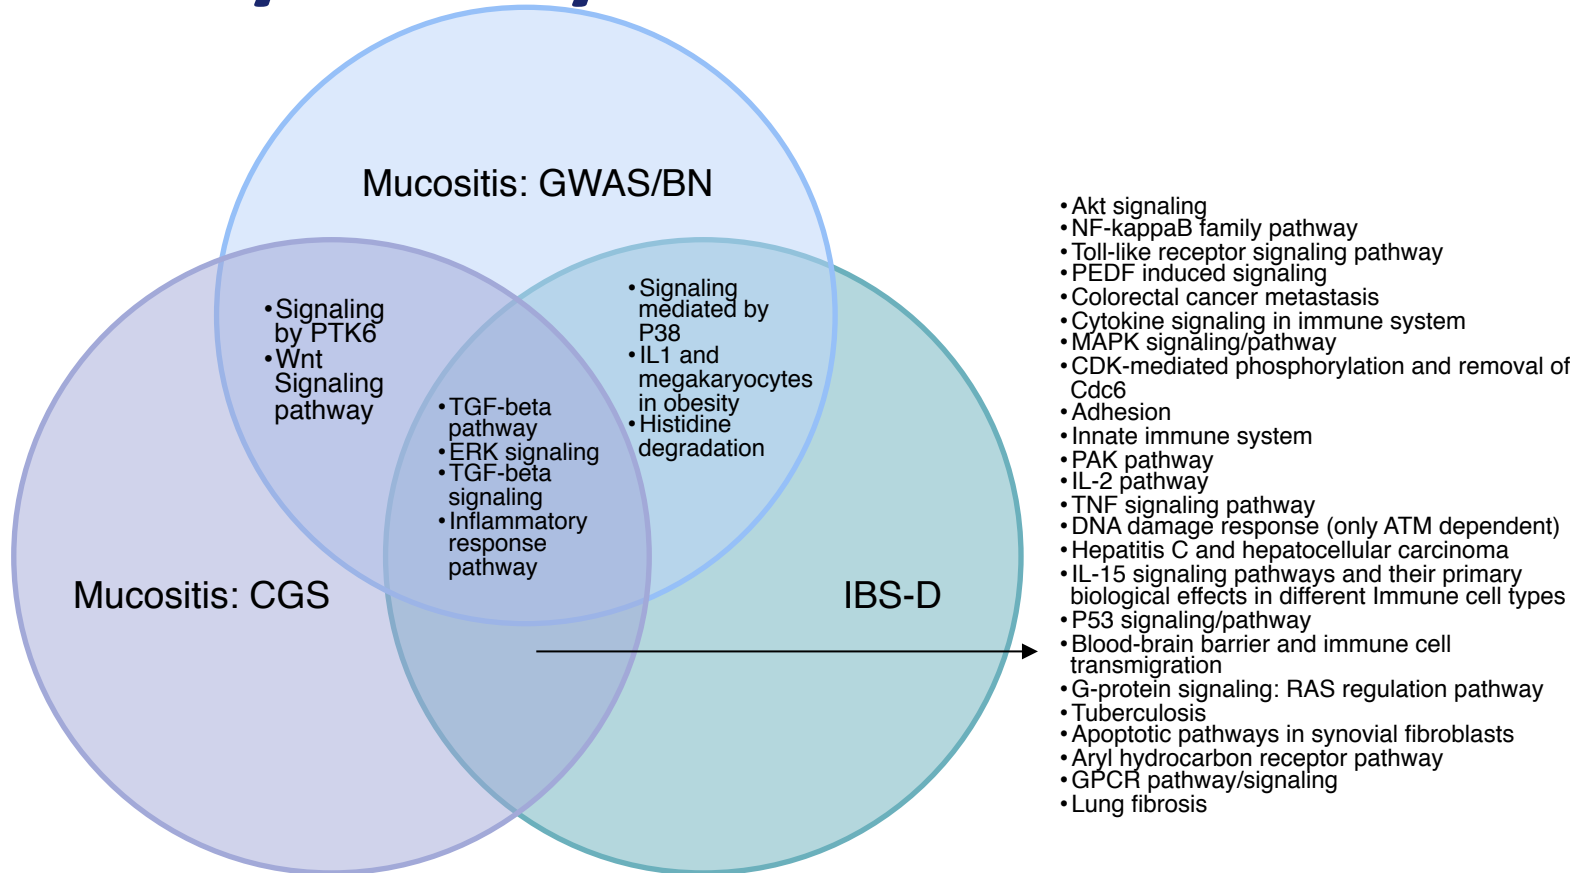 Mucositis: GWAS/BN
• Signaling
by PTK6
• Wnt
Signaling
pathway
• Signaling
mediated by
P38
• IL1 and
megakaryocytes
in obesity
• Histidine
degradation
• TGF-beta
pathway
• ERK signaling
• TGF-beta
signaling
• Inflammatory
response
pathway
Mucositis: CGS
IBS-D
• Akt signaling
• NF-kappaB family pathway
• Toll-like receptor signaling pathway
• PEDF induced signaling
• Colorectal cancer metastasis
• Cytokine signaling in immune system
• MAPK signaling/pathway
• CDK-mediated phosphorylation and removal of
Cdc6
• Adhesion
• Innate immune system
• PAK pathway
• IL-2 pathway
• TNF signaling pathway
• DNA damage response (only ATM dependent)
• Hepatitis C and hepatocellular carcinoma
• IL-15 signaling pathways and their primary
biological effects in different Immune cell types
• P53 signaling/pathway
• Blood-brain barrier and immune cell
transmigration
• G-protein signaling: RAS regulation pathway
• Tuberculosis
• Apoptotic pathways in synovial fibroblasts
• Aryl hydrocarbon receptor pathway
• GPCR pathway/signaling
• Lung fibrosis